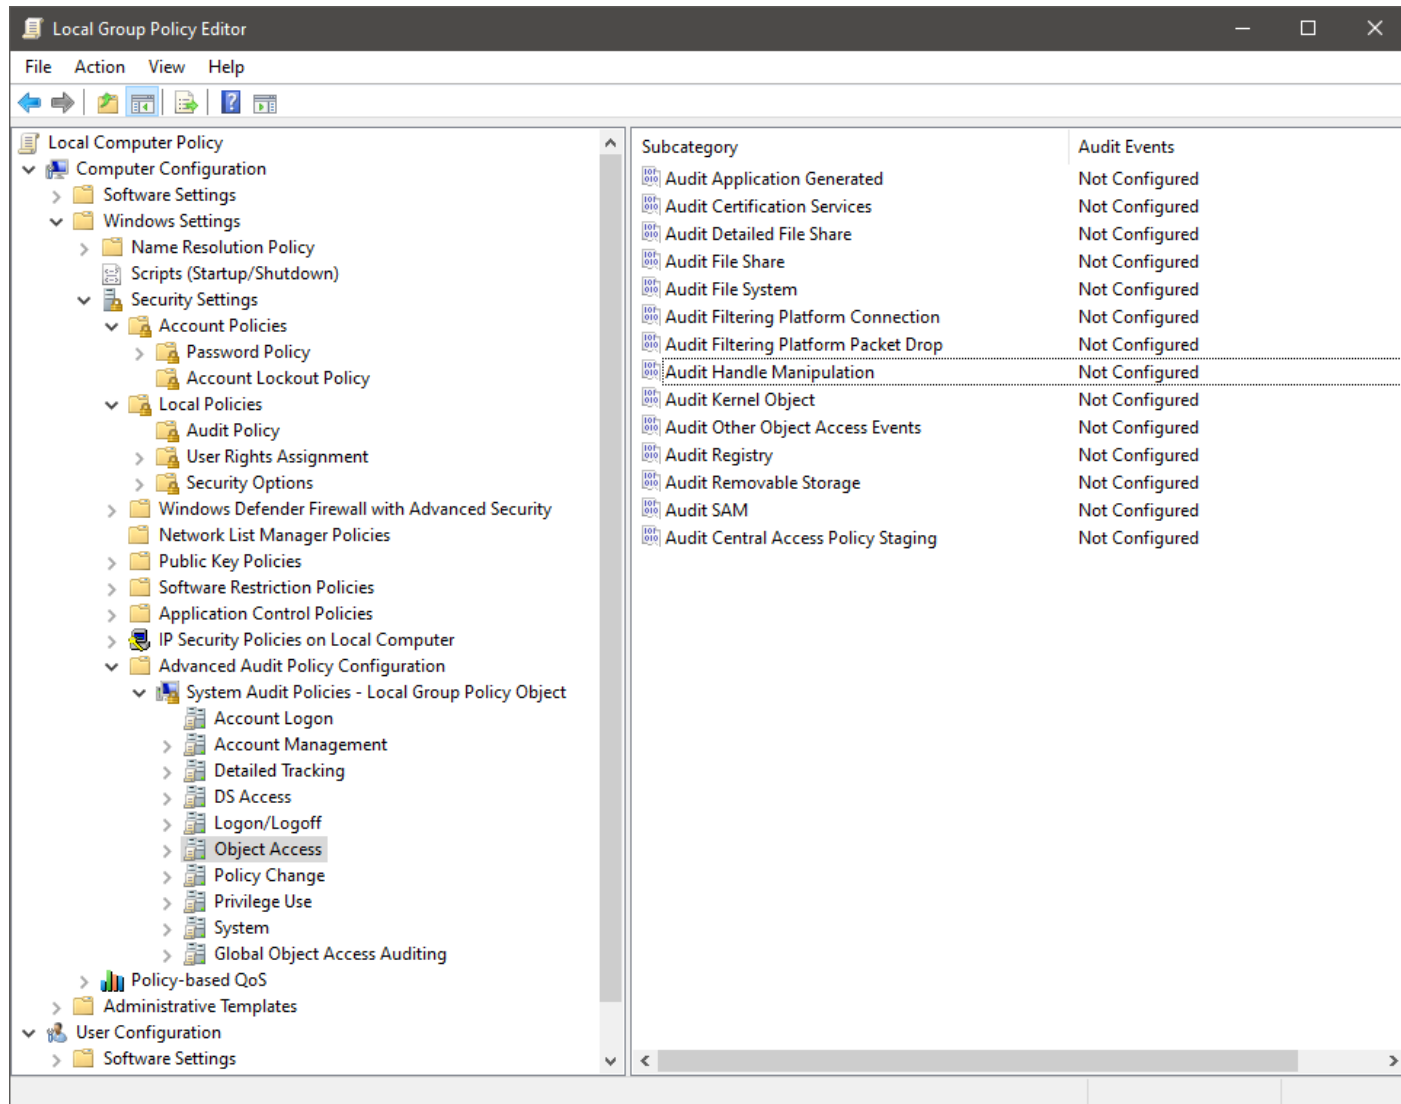 Local Group Policy Editor
File Action View Help
Local Computer Policy
Computer Configuration
Software Settings
Windows Settings
Name Resolution Policy
Scripts (Startup/Shutdown)
Security Settings
Account Policies
Password Policy
Account Lockout Policy
Local Policies
Audit Policy
User Rights Assignment
Security Options
Windows Defender Firewall with Advanced Security
Network List Manager Policies
Public Key Policies
Software Restriction Policies
Application Control Policies
IP Security Policies on Local Computer
Advanced Audit Policy Configuration
System Audit Policies - Local Group Policy Object
Account Logon
Account Management
Detailed Tracking
DS Access
Logon/Logoff
Object Access
Policy Change
Privilege Use
System
Global Object Access Auditing
Policy-based QoS
Administrative Templates
User Configuration
Software Settings
Subcategory Audit Events
Audit Application Generated Not Configured
Audit Certification Services Not Configured
Audit Detailed File Share Not Configured
Audit File Share Not Configured
Audit File System Not Configured
Audit Filtering Platform Connection Not Configured
Audit Filtering Platform Packet Drop Not Configured
Audit Handle Manipulation Not Configured
Audit Kernel Object Not Configured
Audit Other Object Access Events Not Configured
Audit Registry Not Configured
Audit Removable Storage Not Configured
Audit SAM Not Configured
Audit Central Access Policy Staging Not Configured